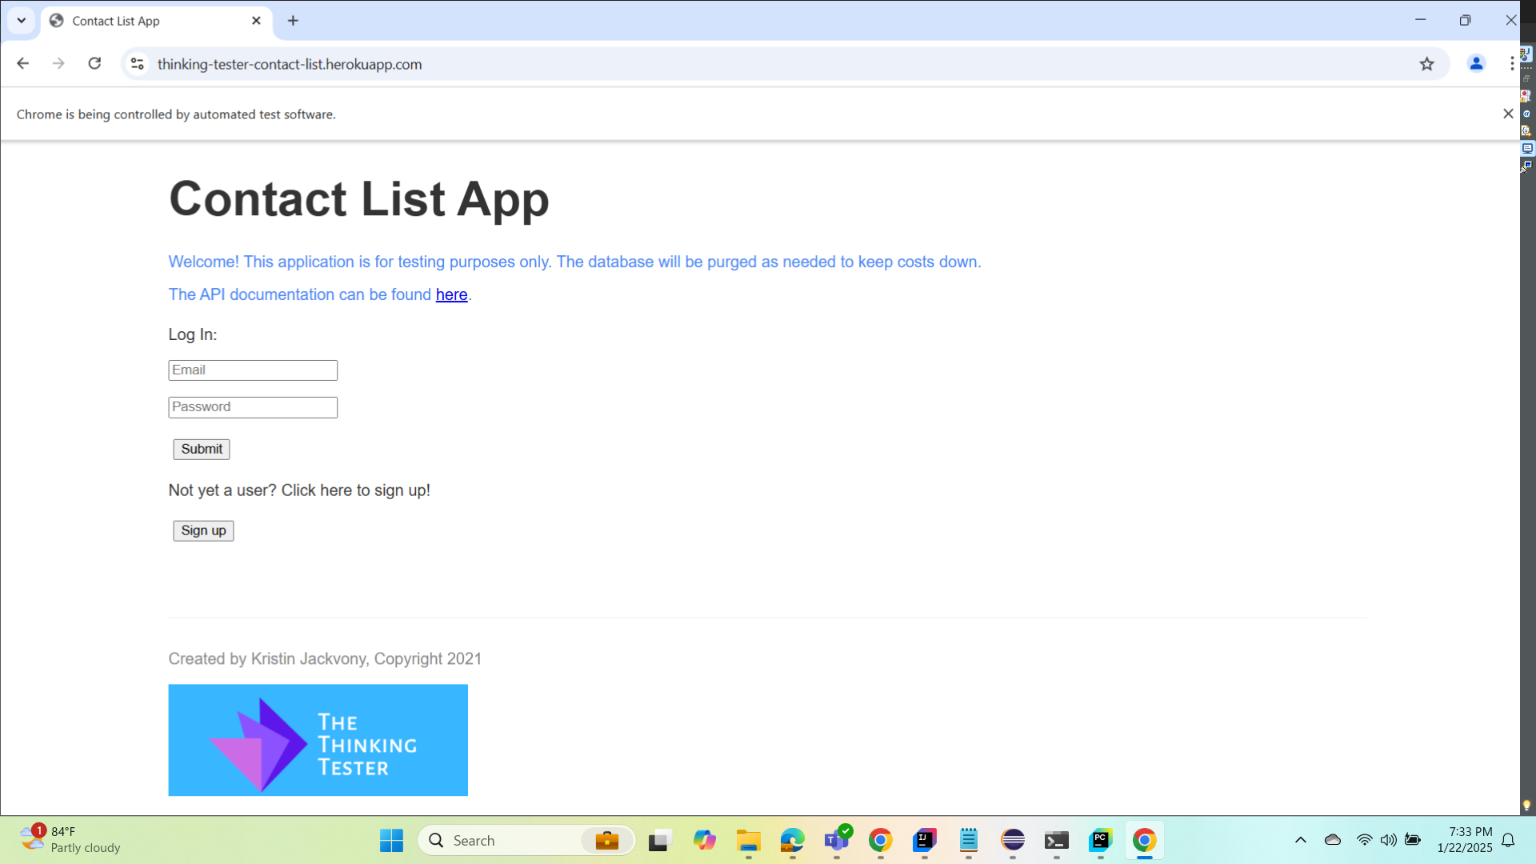 Contact List App
thinking-tester-contact-list.herokuapp.com
Chrome is being controlled by automated test software.
Contact List App
Welcome! This application is for testing purposes only. The database will be purged as needed to keep costs down.
The API documentation can be found here.
Log In:
Email
Password
Submit
Not yet a user? Click here to sign up!
Sign up
Created by Kristin Jackvony, Copyright 2021
THE
THINKING
TESTER
1
84°F
Partly cloudy
Search
7:33 PM
1/22/2025